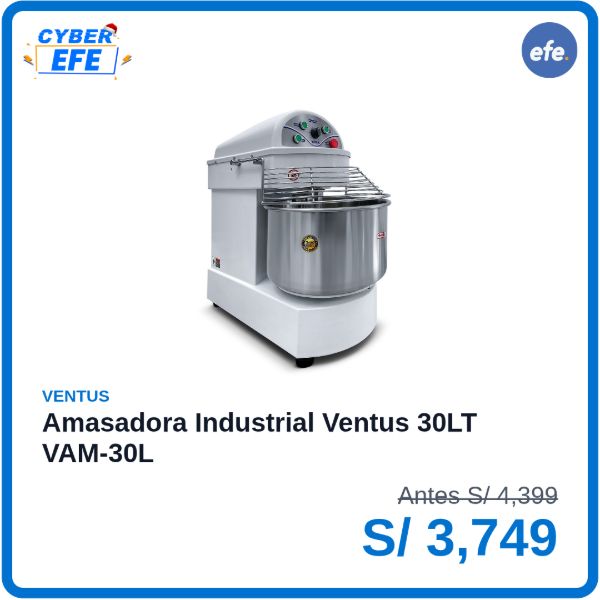 CYBER
EFE
efe.
VENTUS
Amasadora Industrial Ventus 30LT
VAM-30L
Antes S/ 4,399
S/ 3,749